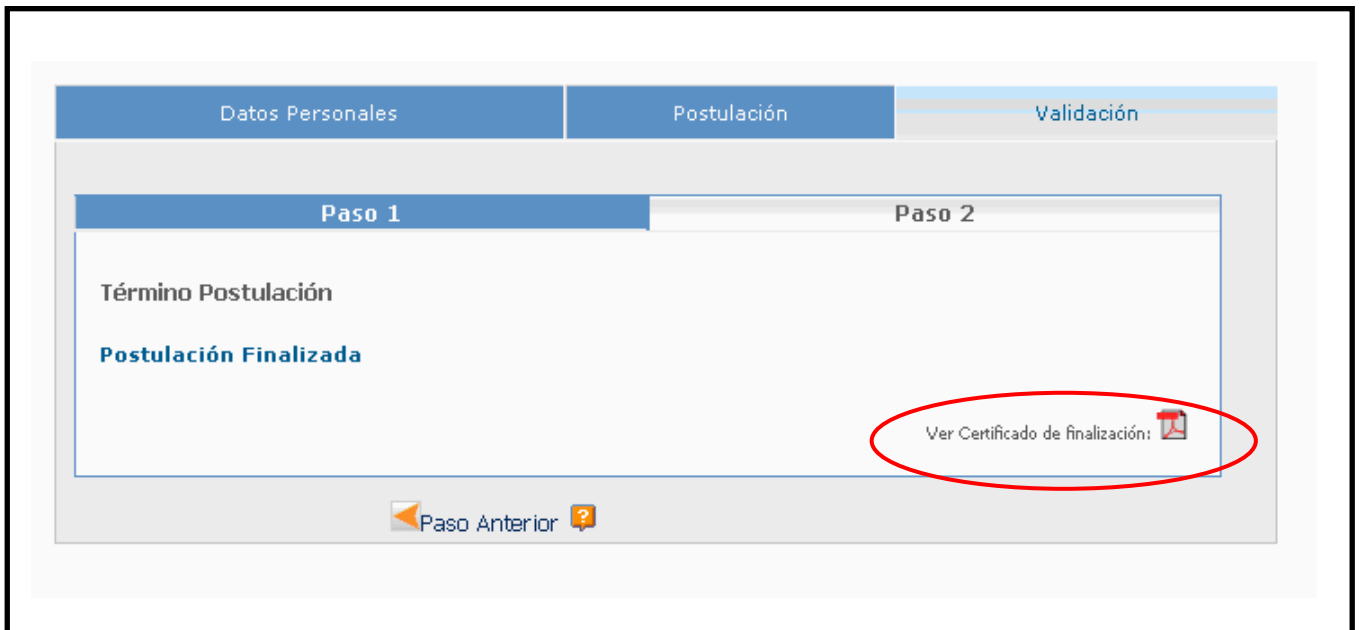 Datos Personales Postulación Validación
Paso 1 Paso 2
Término Postulación
Postulación Finalizada
Ver Certificado de finalización:
Paso Anterior ?